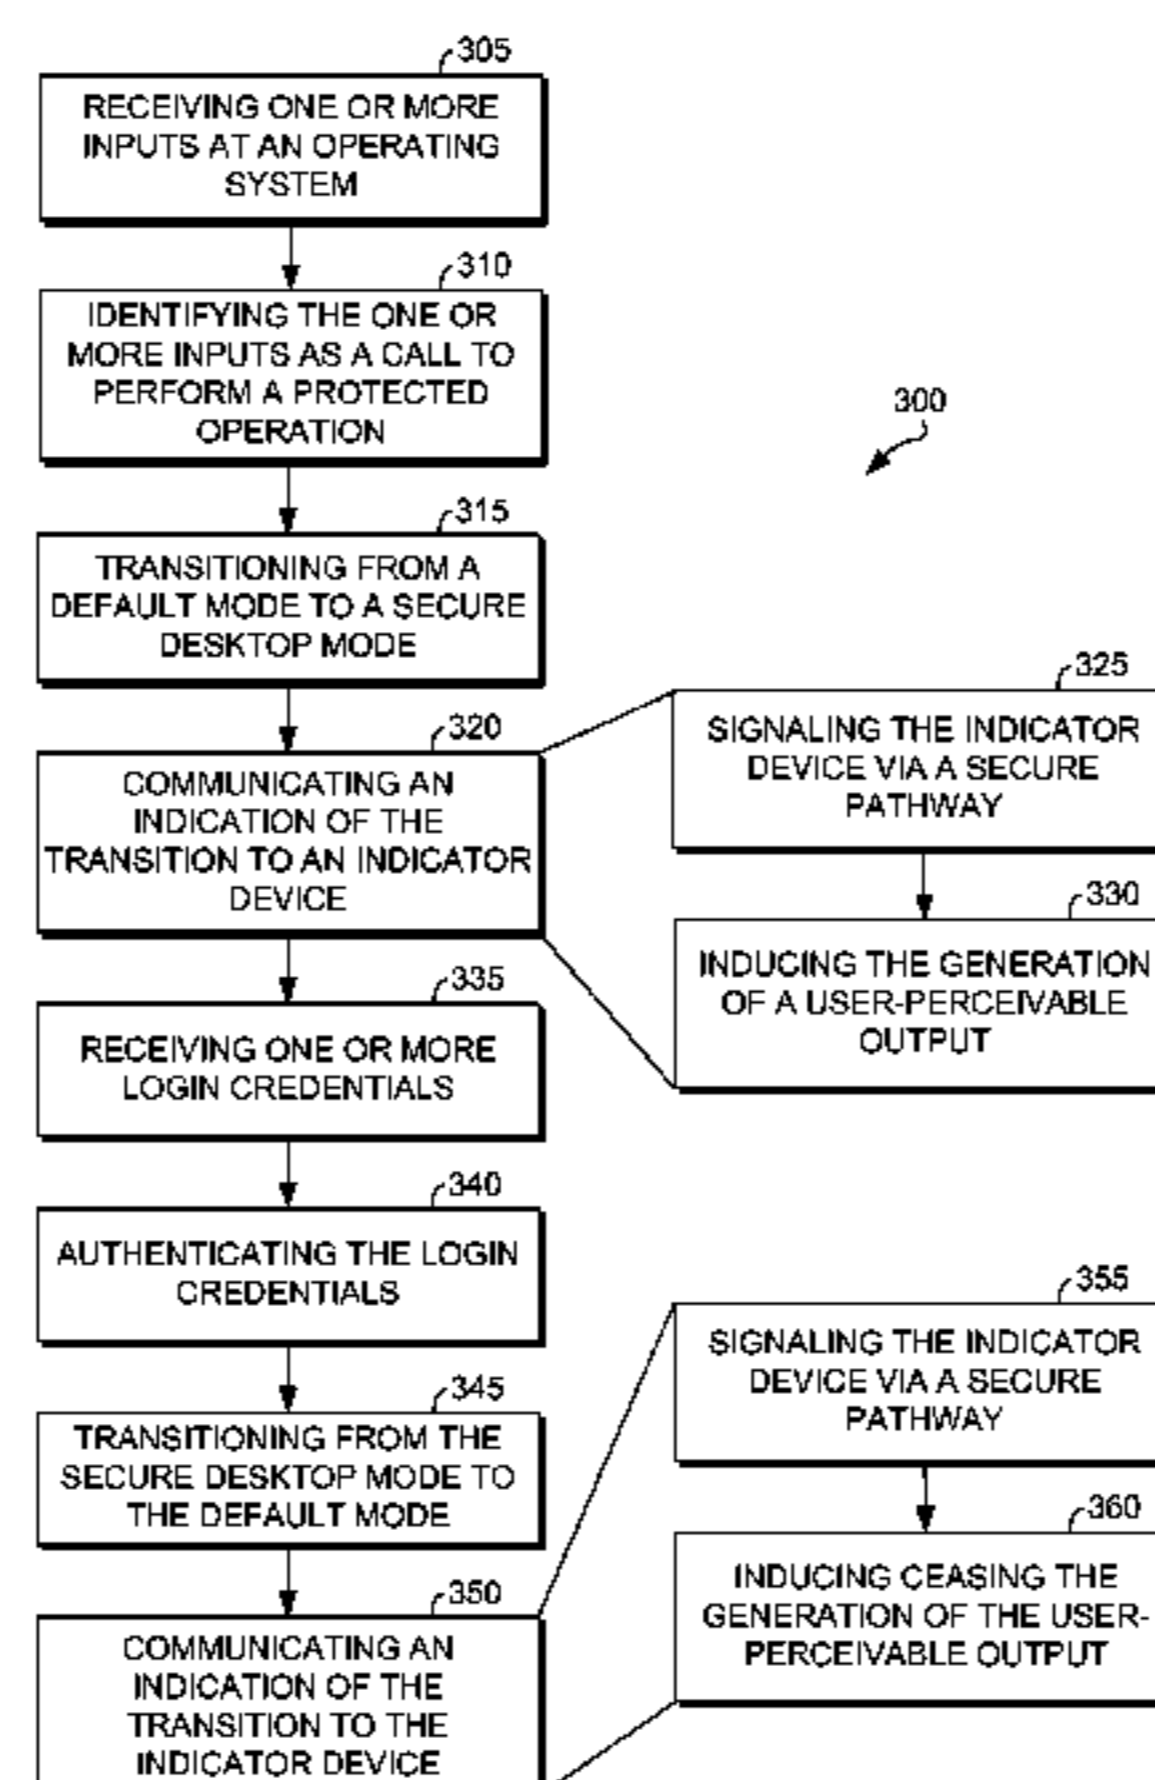 305
RECEIVING ONE OR MORE
INPUTS AT AN OPERATING
SYSTEM
310
IDENTIFYING THE ONE OR
MORE INPUTS AS A CALL TO
PERFORM A PROTECTED
OPERATION
300
315
TRANSITIONING FROM A
DEFAULT MODE TO A SECURE
DESKTOP MODE
320
COMMUNICATING AN
INDICATION OF THE
TRANSITION TO AN INDICATOR
DEVICE
325
SIGNALING THE INDICATOR
DEVICE VIA A SECURE
PATHWAY
330
INDUCING THE GENERATION
OF A USER-PERCEIVABLE
OUTPUT
335
RECEIVING ONE OR MORE
LOGIN CREDENTIALS
340
AUTHENTICATING THE LOGIN
CREDENTIALS
345
TRANSITIONING FROM THE
SECURE DESKTOP MODE TO
THE DEFAULT MODE
350
COMMUNICATING AN
INDICATION OF THE
TRANSITION TO THE
INDICATOR DEVICE
355
SIGNALING THE INDICATOR
DEVICE VIA A SECURE
PATHWAY
360
INDUCING CEASING THE
GENERATION OF THE USER-
PERCEIVABLE OUTPUT